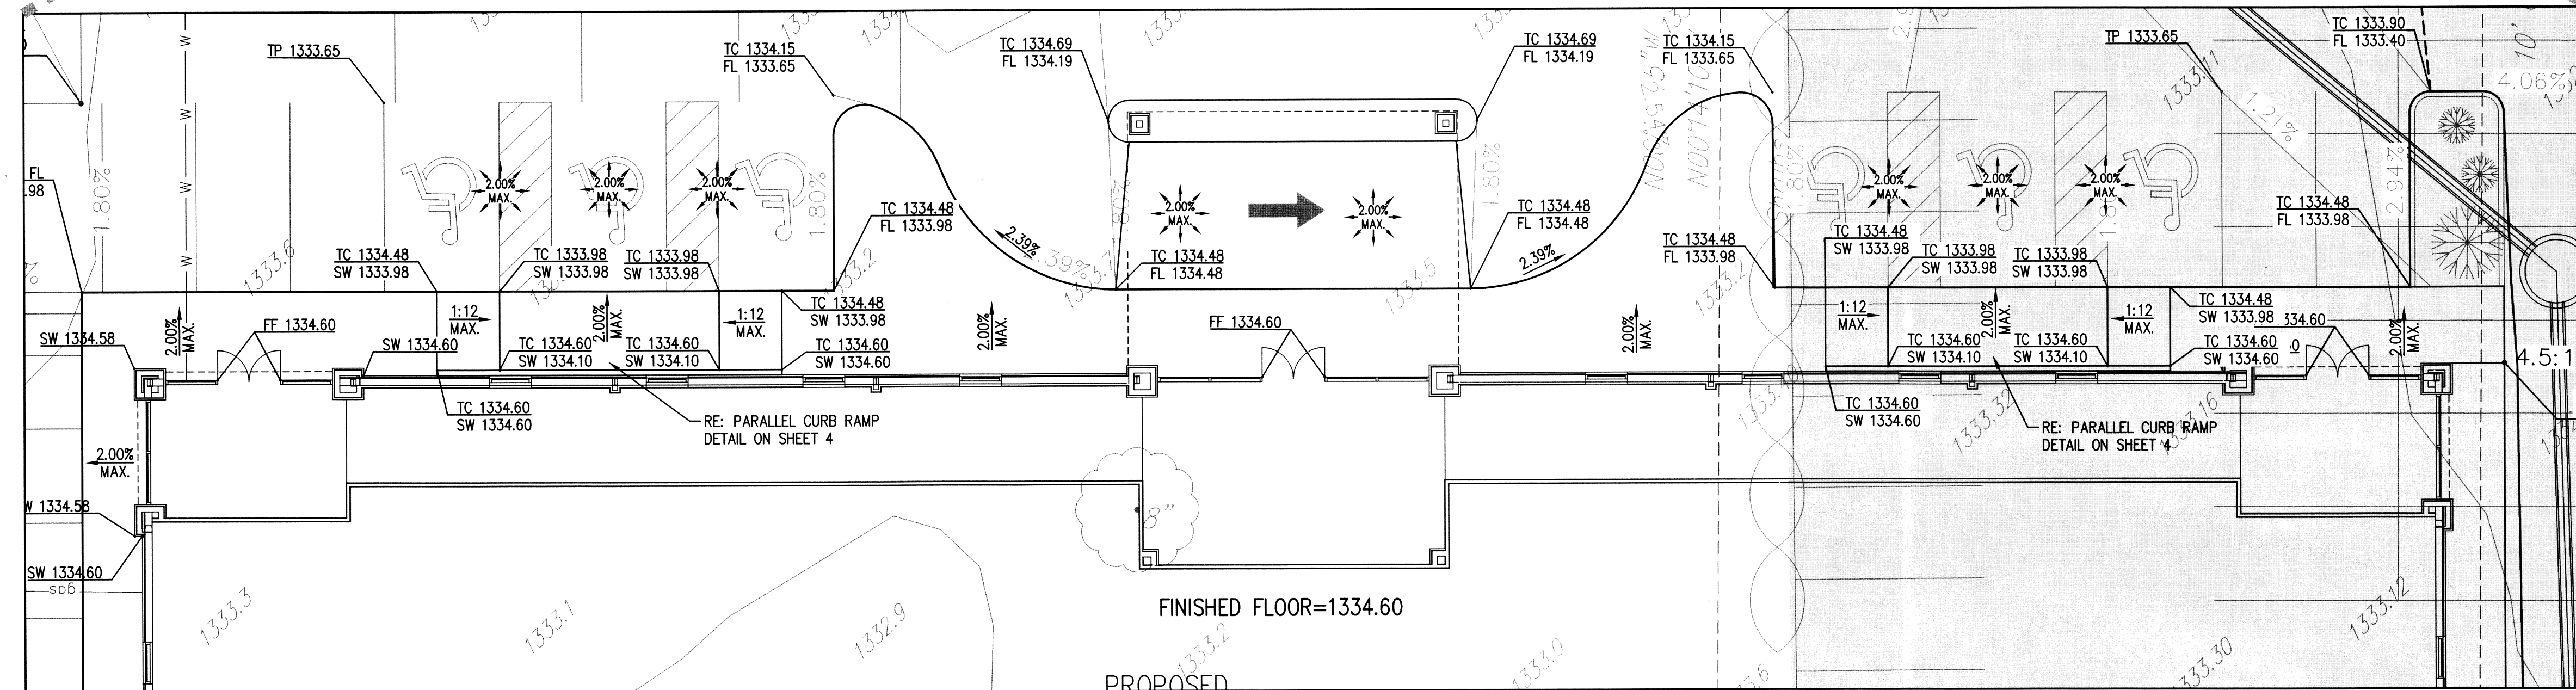 TP 1333.65
TC 1334.15
FL 1333.65
TC 1334.69
FL 1334.19
TC 1334.69
FL 1334.19
TC 1334.15
FL 1333.65
TP 1333.65
TC 1333.90
FL 1333.40
10'
4.06%
1333.11
1.21%
W
W
W
W
FL
.98
1.80%
2.00%
MAX.
2.00%
MAX.
2.00%
MAX.
1.80%
TC 1334.48
FL 1333.98
2.00%
MAX.
2.00%
MAX.
1.80%
TC 1334.48
FL 1334.48
1.80%
2.00%
MAX.
2.00%
MAX.
2.00%
MAX.
2.94%
TC 1334.48
FL 1333.98
1333.6
TC 1334.48
SW 1333.98
TC 1333.98
SW 1333.98
TC 1333.98
SW 1333.98
2.39%
TC 1334.48
FL 1334.48
2.39%
TC 1334.48
FL 1333.98
TC 1334.48
SW 1333.98
TC 1333.98
SW 1333.98
TC 1333.98
SW 1333.98
1333.5
1333.2
2.00%
MAX.
1:12
MAX.
2.00%
MAX.
1:12
MAX.
TC 1334.48
SW 1333.98
2.00%
MAX.
2.00%
MAX.
1:12
MAX.
2.00%
MAX.
1:12
MAX.
TC 1334.48
SW 1333.98
2.00%
MAX.
SW 1334.58
FF 1334.60
SW 1334.60
TC 1334.60
SW 1334.10
TC 1334.60
SW 1334.10
TC 1334.60
SW 1334.60
FF 1334.60
TC 1334.60
SW 1334.10
TC 1334.60
SW 1334.10
TC 1334.60
SW 1334.60
4.5:1
TC 1334.60
SW 1334.60
RE: PARALLEL CURB RAMP
DETAIL ON SHEET 4
TC 1334.60
SW 1334.60
1333.32
1333.16
RE: PARALLEL CURB RAMP
DETAIL ON SHEET 4
2.00%
MAX.
W 1334.58
8"
SW 1334.60
gas
1333.3
1333.1
1332.9
FINISHED FLOOR=1334.60
1333.2
1333.0
1333.12
1333.30
PROPOSED